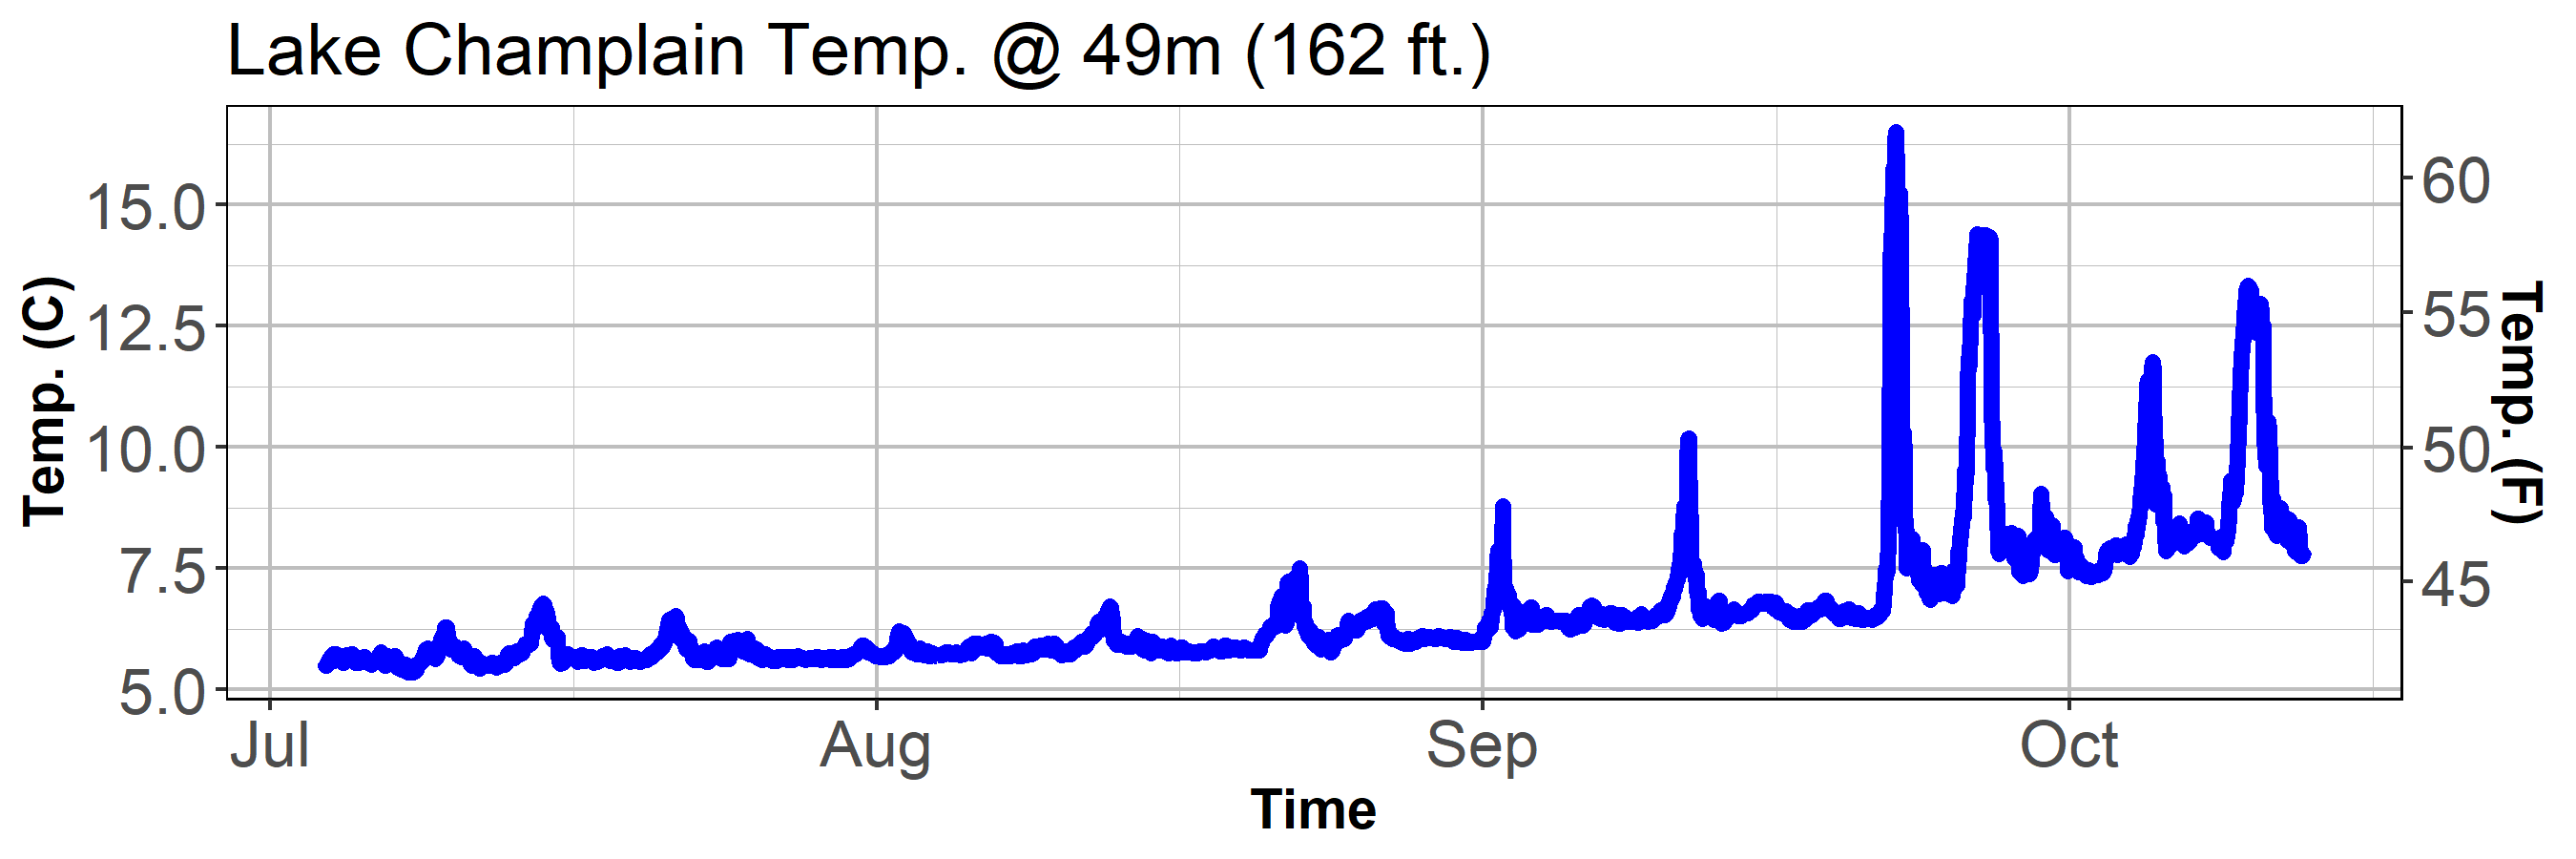 Lake Champlain Temp. @ 49m (162 ft.)
Temp. (C)
15.0
12.5
10.0
7.5
5.0
60
55
50
45
Temp. (F)
Jul Aug Sep Oct
Time